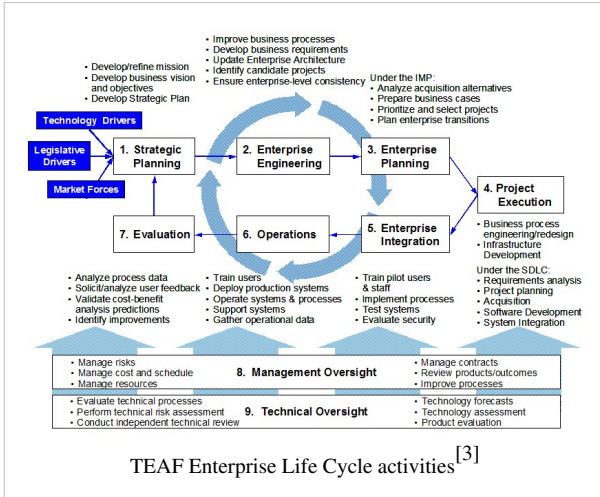 • Improve business processes
• Develop business requirements
• Update Enterprise Architecture
• Identify candidate projects
• Ensure enterprise-level consistency
• Develop/refine mission
• Develop business vision
and objectives
• Develop Strategic Plan
Under the IMP:
• Analyze acquisition alternatives
• Prepare business cases
• Prioritize and select projects
• Plan enterprise transitions
Technology Drivers
Legislative
Drivers
Market Forces
1. Strategic
Planning
2. Enterprise
Engineering
3. Enterprise
Planning
4. Project
Execution
5. Enterprise
Integration
6. Operations
7. Evaluation
• Business process
engineering/redesign
• Infrastructure
Development
Under the SDLC:
• Requirements analysis
• Project planning
• Acquisition
• Software Development
• System Integration
• Analyze process data
• Solicit/analyze user feedback
• Validate cost-benefit
analysis predictions
• Identify improvements
• Train users
• Deploy production systems
• Operate systems & processes
• Support systems
• Gather operational data
• Train pilot users
& staff
• Implement processes
• Test systems
• Evaluate security
• Manage risks
• Manage cost and schedule
• Manage resources
8. Management Oversight
• Manage contracts
• Review products/outcomes
• Improve processes
• Evaluate technical processes
• Perform technical risk assessment
• Conduct independent technical review
9. Technical Oversight
• Technology forecasts
• Technology assessment
• Product evaluation
TEAF Enterprise Life Cycle activities[3]